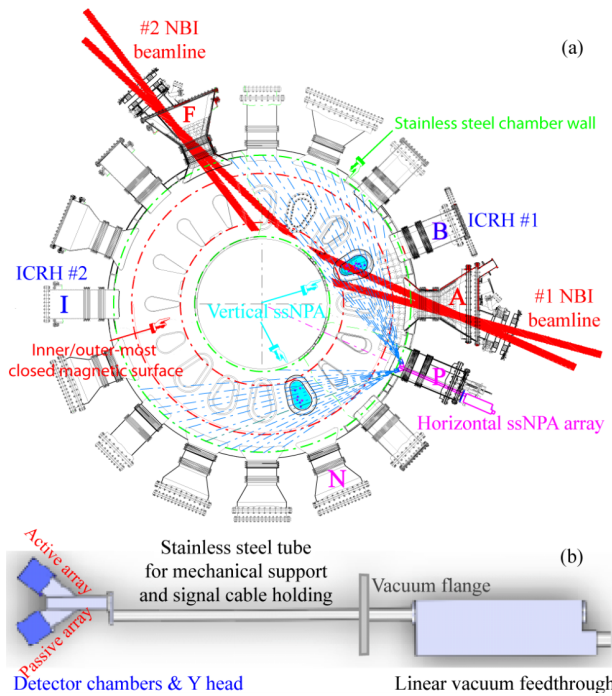 #2 NBI
beamline
(a)
F
Stainless steel chamber wall
B
ICRH #1
ICRH #2
I
A
Vertical ssNPA
#1 NBI
beamline
Inner/outer-most
closed magnetic surface
P
Horizontal ssNPA array
N
(b)
Active array
Stainless steel tube
for mechanical support
and signal cable holding
Vacuum flange
Passive array
Detector chambers & Y head
Linear vacuum feedthrough